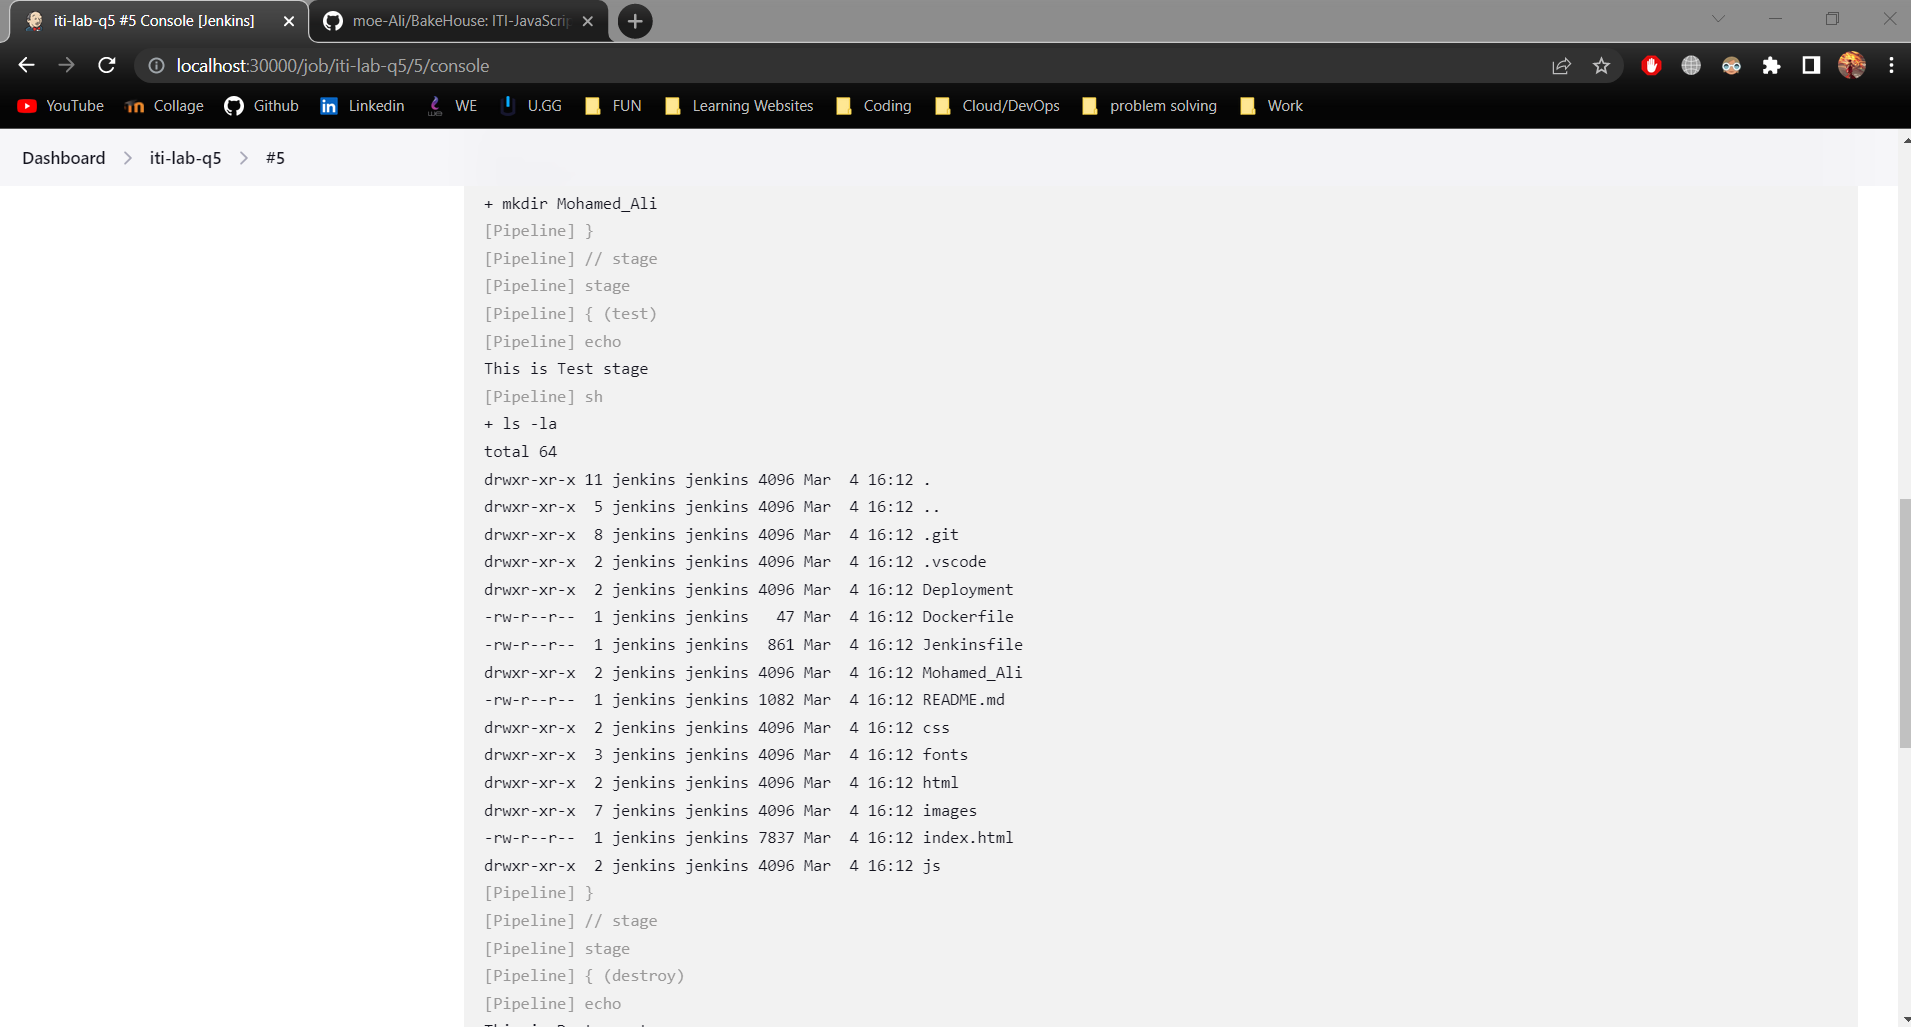 iti-lab-q5 #5 Console [Jenkins]
moe-Ali/BakeHouse: ITI-JavaScri
localhost:30000/job/iti-lab-q5/5/console
YouTube Collage Github Linkedin WE U.GG FUN Learning Websites Coding Cloud/DevOps problem solving Work
Dashboard iti-lab-q5 #5
+ mkdir Mohamed_Ali
[Pipeline] }
[Pipeline] // stage
[Pipeline] stage
[Pipeline] { (test)
[Pipeline] echo
This is Test stage
[Pipeline] sh
+ ls -la
total 64
drwxr-xr-x 11 jenkins jenkins 4096 Mar  4 16:12 .
drwxr-xr-x  5 jenkins jenkins 4096 Mar  4 16:12 ..
drwxr-xr-x  8 jenkins jenkins 4096 Mar  4 16:12 .git
drwxr-xr-x  2 jenkins jenkins 4096 Mar  4 16:12 .vscode
drwxr-xr-x  2 jenkins jenkins 4096 Mar  4 16:12 Deployment
-rw-r--r--  1 jenkins jenkins   47 Mar  4 16:12 Dockerfile
-rw-r--r--  1 jenkins jenkins  861 Mar  4 16:12 Jenkinsfile
drwxr-xr-x  2 jenkins jenkins 4096 Mar  4 16:12 Mohamed_Ali
-rw-r--r--  1 jenkins jenkins 1082 Mar  4 16:12 README.md
drwxr-xr-x  2 jenkins jenkins 4096 Mar  4 16:12 css
drwxr-xr-x  3 jenkins jenkins 4096 Mar  4 16:12 fonts
drwxr-xr-x  2 jenkins jenkins 4096 Mar  4 16:12 html
drwxr-xr-x  7 jenkins jenkins 4096 Mar  4 16:12 images
-rw-r--r--  1 jenkins jenkins 7837 Mar  4 16:12 index.html
drwxr-xr-x  2 jenkins jenkins 4096 Mar  4 16:12 js
[Pipeline] }
[Pipeline] // stage
[Pipeline] stage
[Pipeline] { (destroy)
[Pipeline] echo